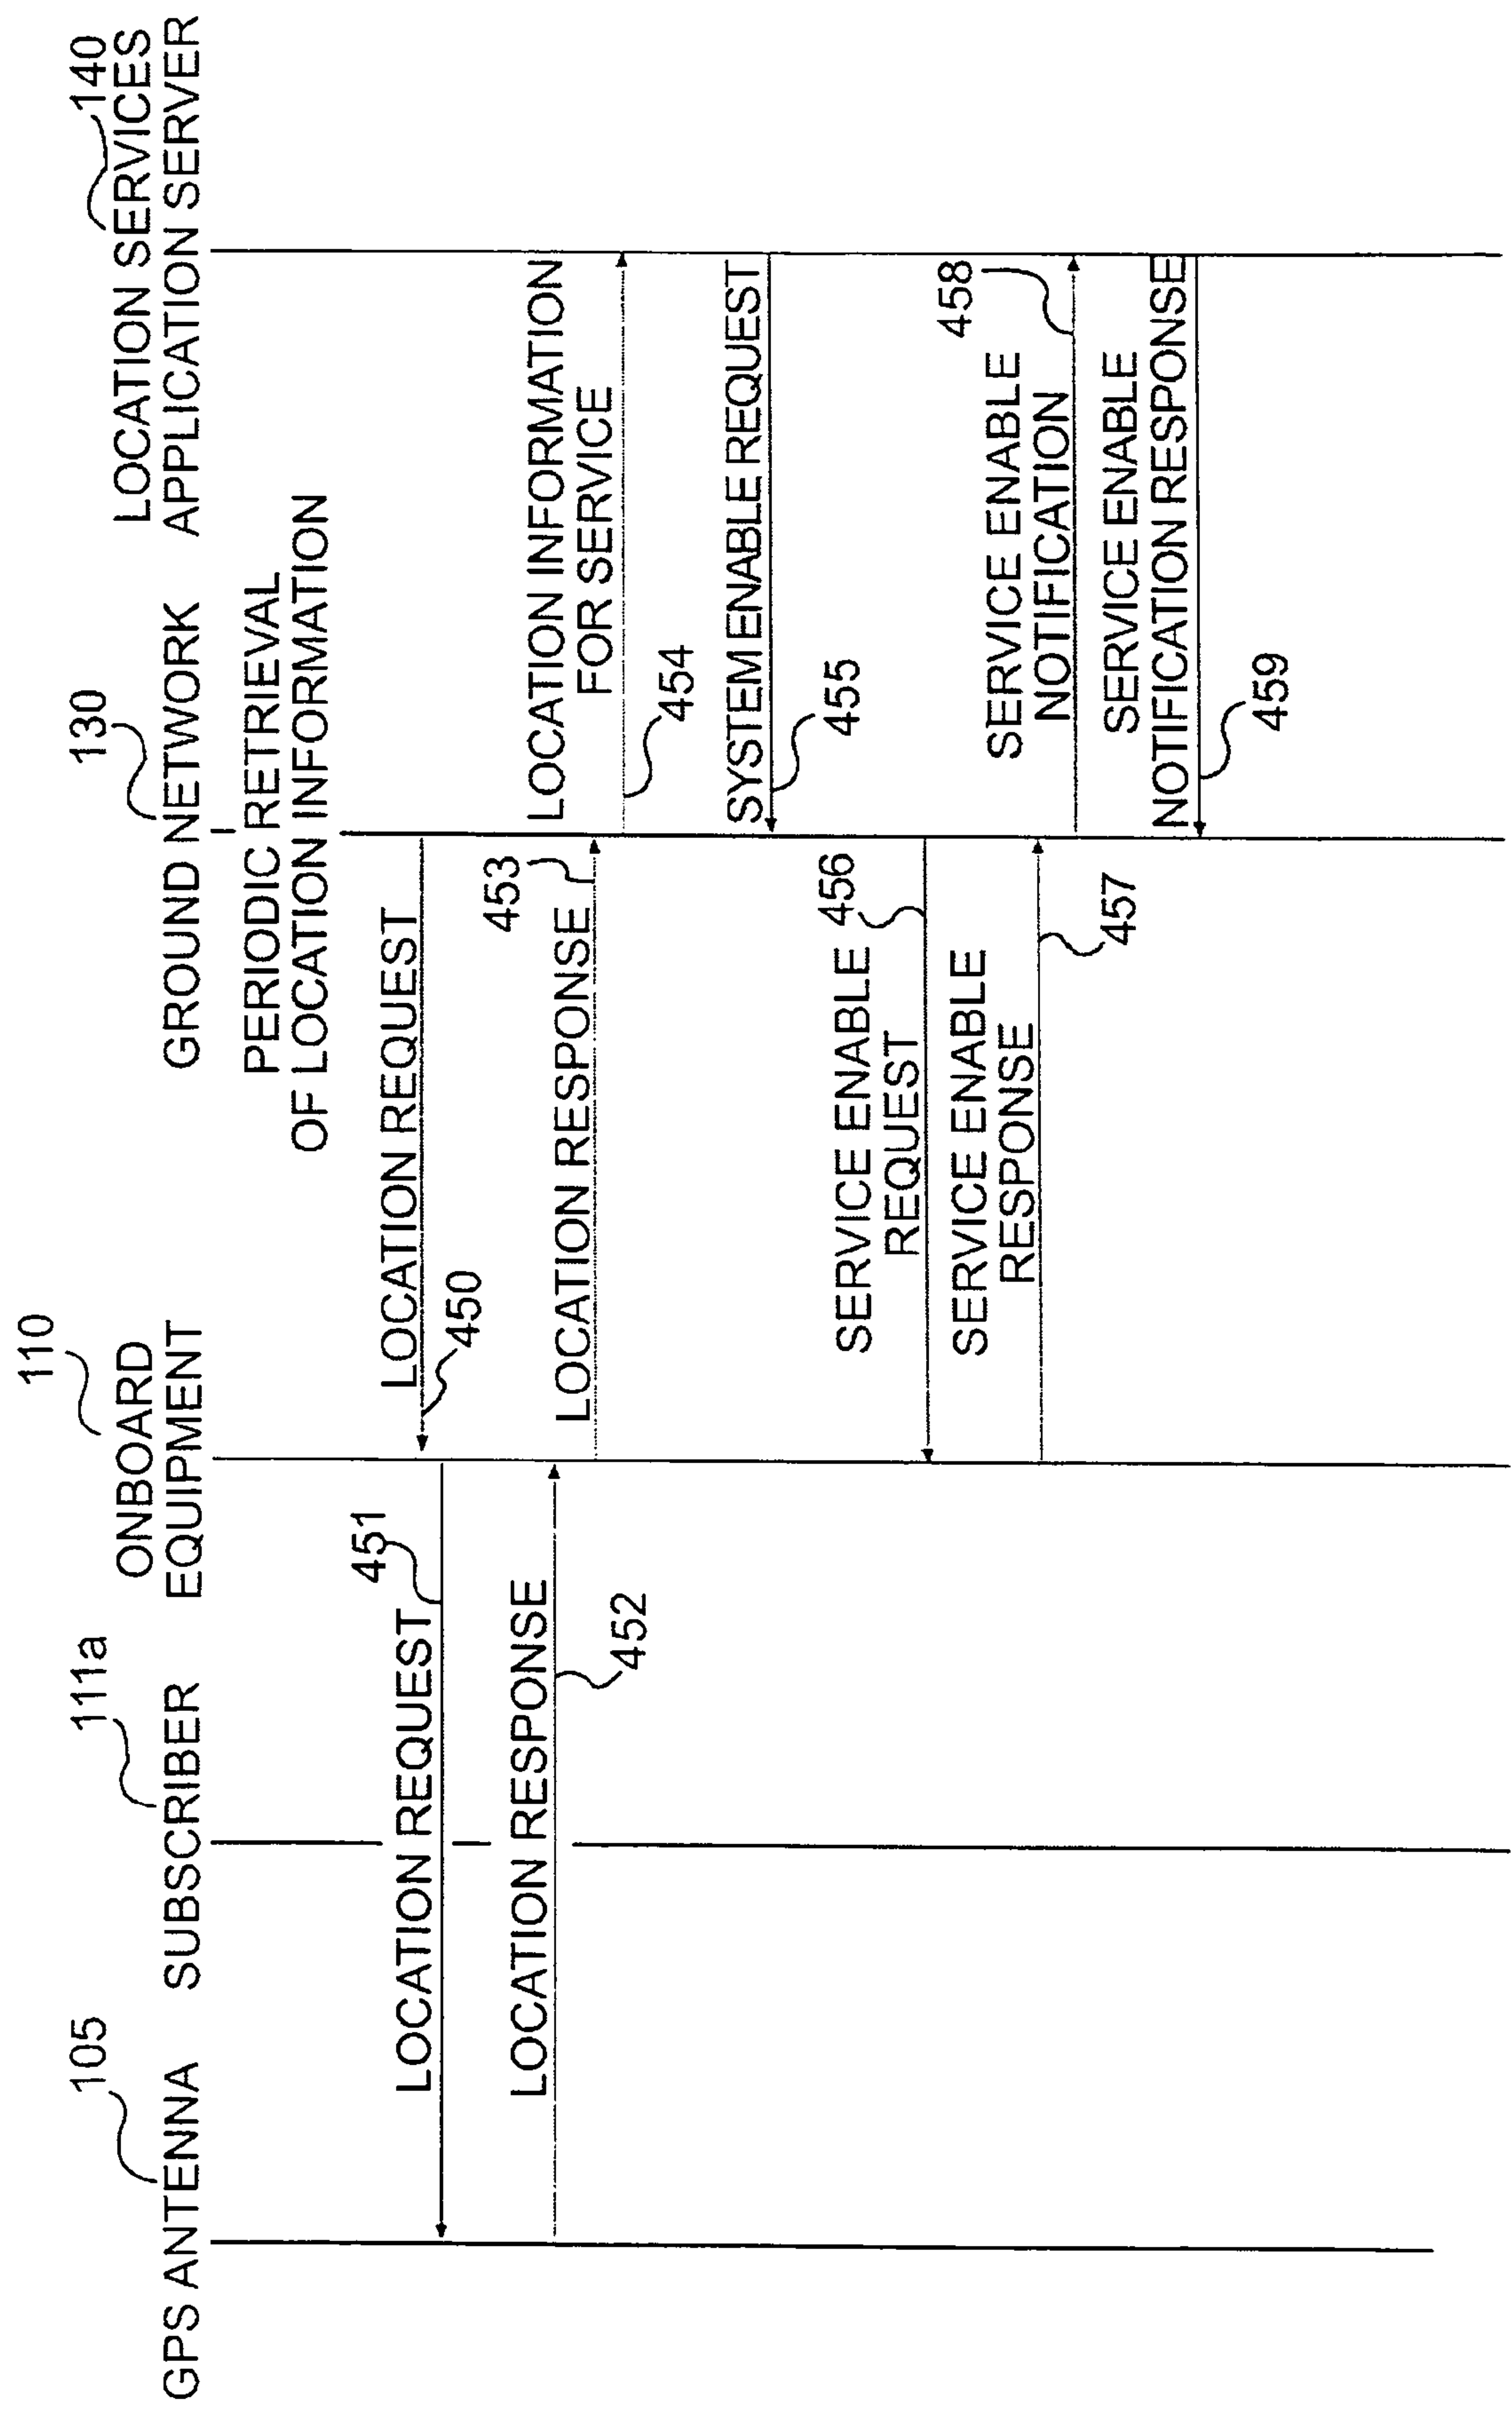 105
111a
110
130
140
GPS ANTENNA
SUBSCRIBER
ONBOARD
EQUIPMENT
GROUND NETWORK
LOCATION SERVICES
APPLICATION SERVER
PERIODIC RETRIEVAL
OF LOCATION INFORMATION
LOCATION REQUEST
450
LOCATION REQUEST
451
LOCATION RESPONSE
452
LOCATION RESPONSE
453
LOCATION INFORMATION
FOR SERVICE
454
SYSTEM ENABLE REQUEST
455
SERVICE ENABLE
REQUEST
456
SERVICE ENABLE
RESPONSE
457
SERVICE ENABLE
NOTIFICATION
458
SERVICE ENABLE
NOTIFICATION RESPONSE
459